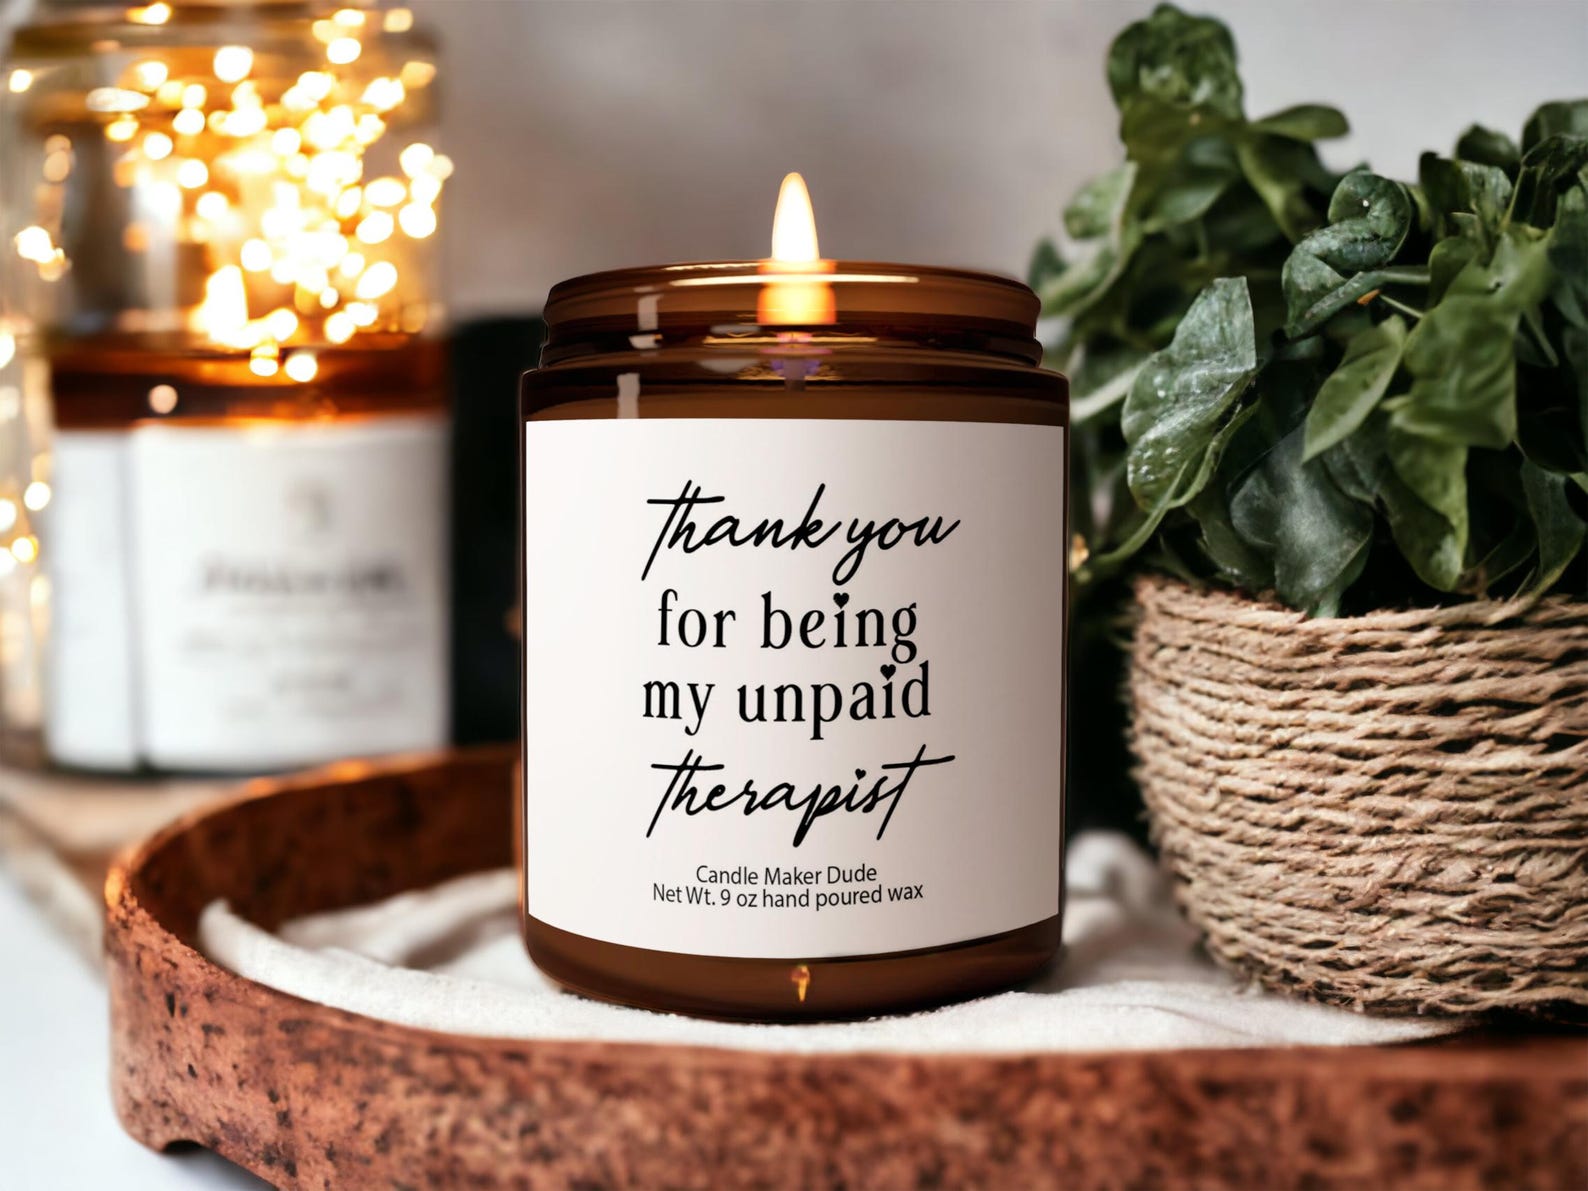 thank you
for being
my unpaid
therapist
Candle Maker Dude
Net Wt. 9 oz hand poured wax